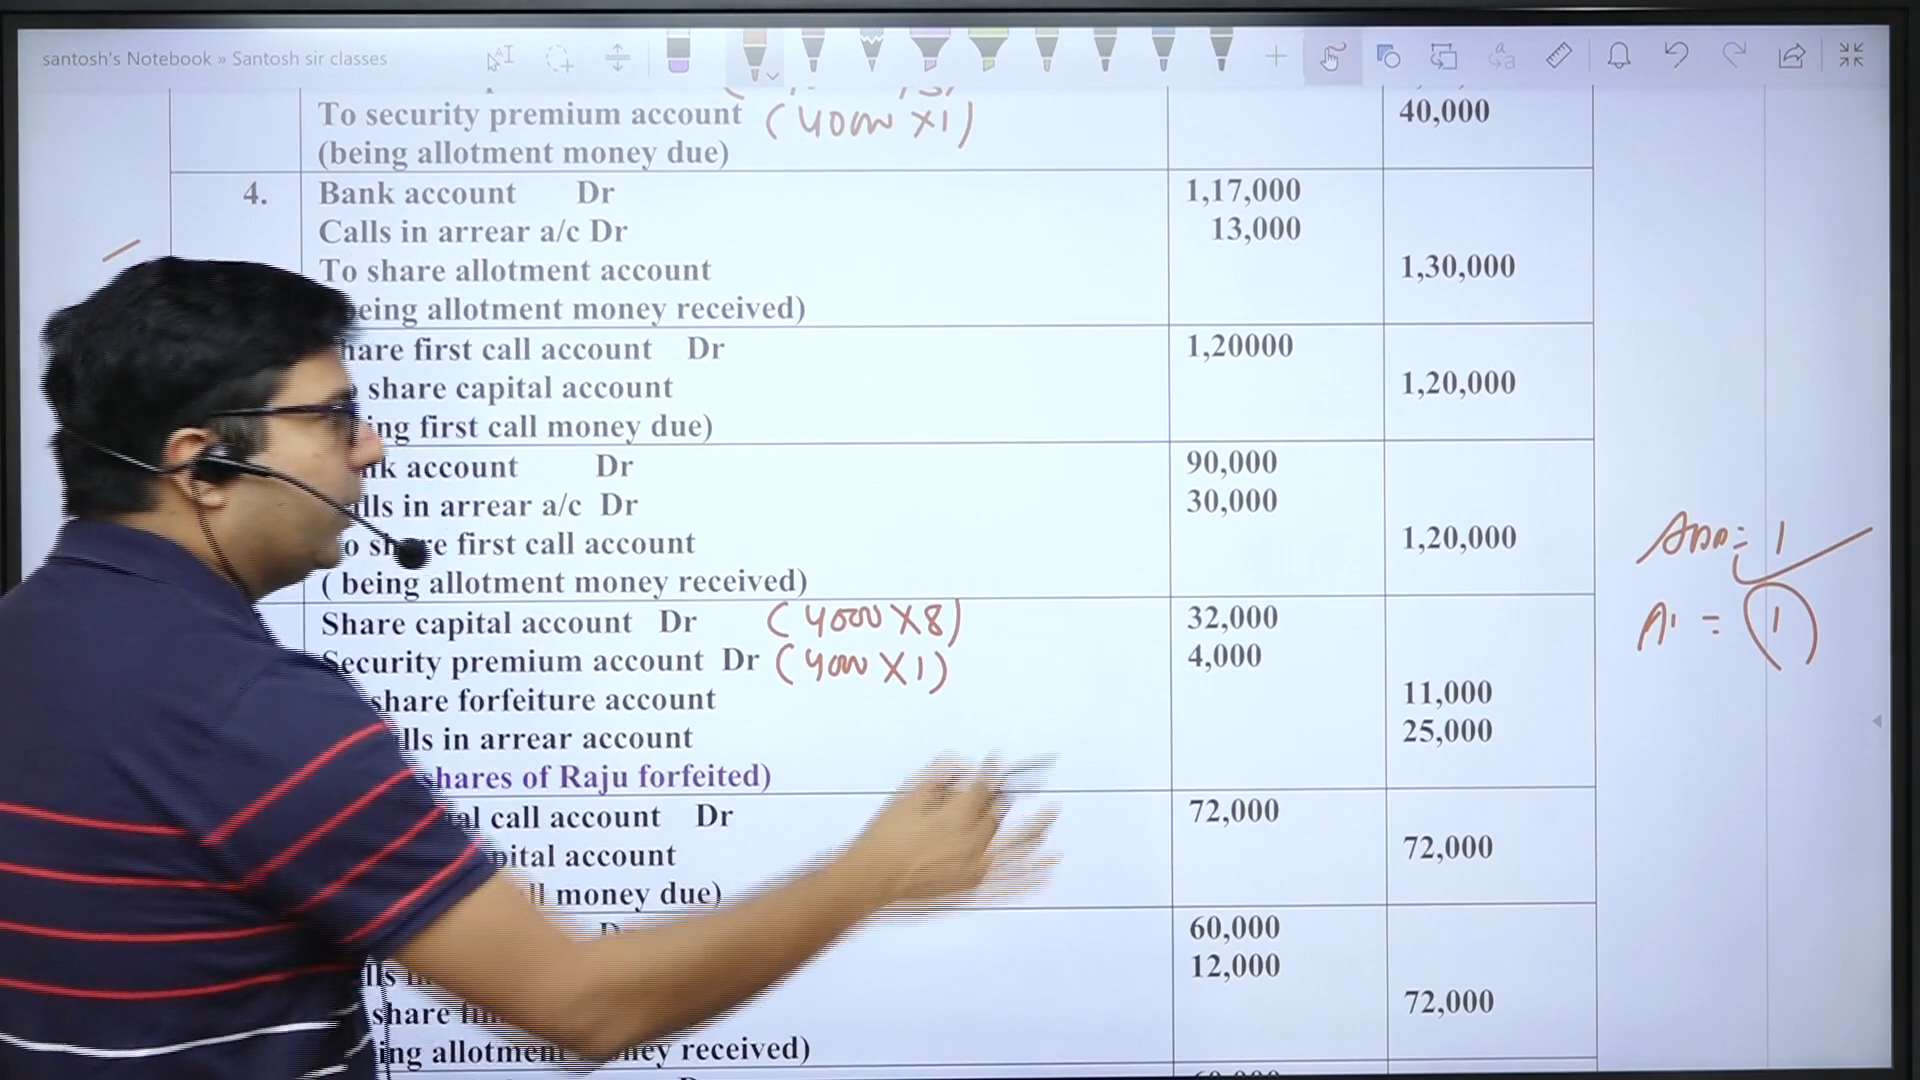 santosh's Notebook » Santosh sir classes
To security premium account (4000 X1) 40,000
(being allotment money due)
4. Bank account Dr 1,17,000
Calls in arrear a/c Dr 13,000
To share allotment account 1,30,000
eing allotment money received)
hare first call account Dr 1,20000
share capital account 1,20,000
ing first call money due)
nk account Dr 90,000
lls in arrear a/c Dr 30,000
o share first call account 1,20,000
( being allotment money received)
Share capital account Dr (4000 X8) 32,000
Security premium account Dr (4000 X1) 4,000
share forfeiture account 11,000
lls in arrear account 25,000
shares of Raju forfeited)
al call account Dr 72,000
pital account 72,000
ll money due)
60,000
lls 12,000
share 72,000
ing allotment money received)
= 1
= 1